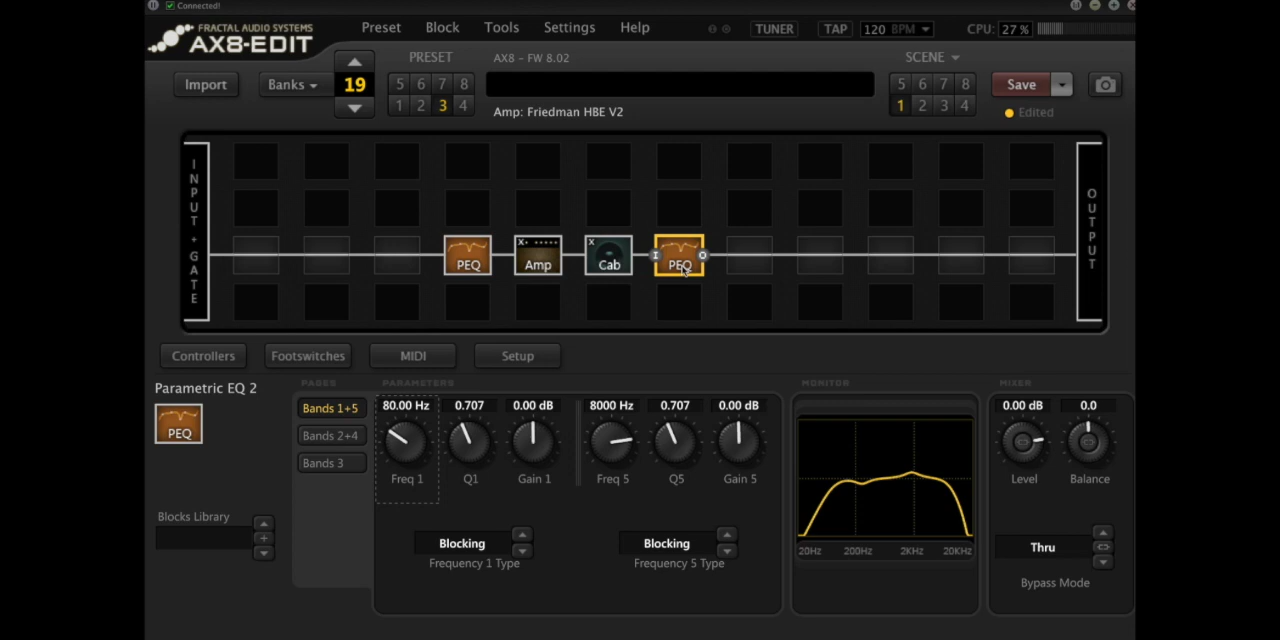 Connected!
FRACTAL AUDIO SYSTEMS
AX8-EDIT
Preset Block Tools Settings Help
TUNER TAP 120 BPM CPU: 27 %
PRESET AX8 - FW 8.02 SCENE
Import Banks 19 5 6 7 8 5 6 7 8 Save
1 2 3 4 1 2 3 4
Amp: Friedman HBE V2 Edited
INPUT + GATE
PEQ X Amp X Cab I PEQ O
OUTPUT
Controllers Footswitches MIDI Setup
Parametric EQ 2 PAGES PARAMETERS MONITOR MIXER
Bands 1+5 80.00 Hz 0.707 0.00 dB 8000 Hz 0.707 0.00 dB 0.00 dB 0.0
PEQ Bands 2+4
Bands 3
Freq 1 Q1 Gain 1 Freq 5 Q5 Gain 5 Level Balance
Blocks Library
Blocking Blocking 20Hz 200Hz 2KHz 20KHz Thru
Frequency 1 Type Frequency 5 Type Bypass Mode